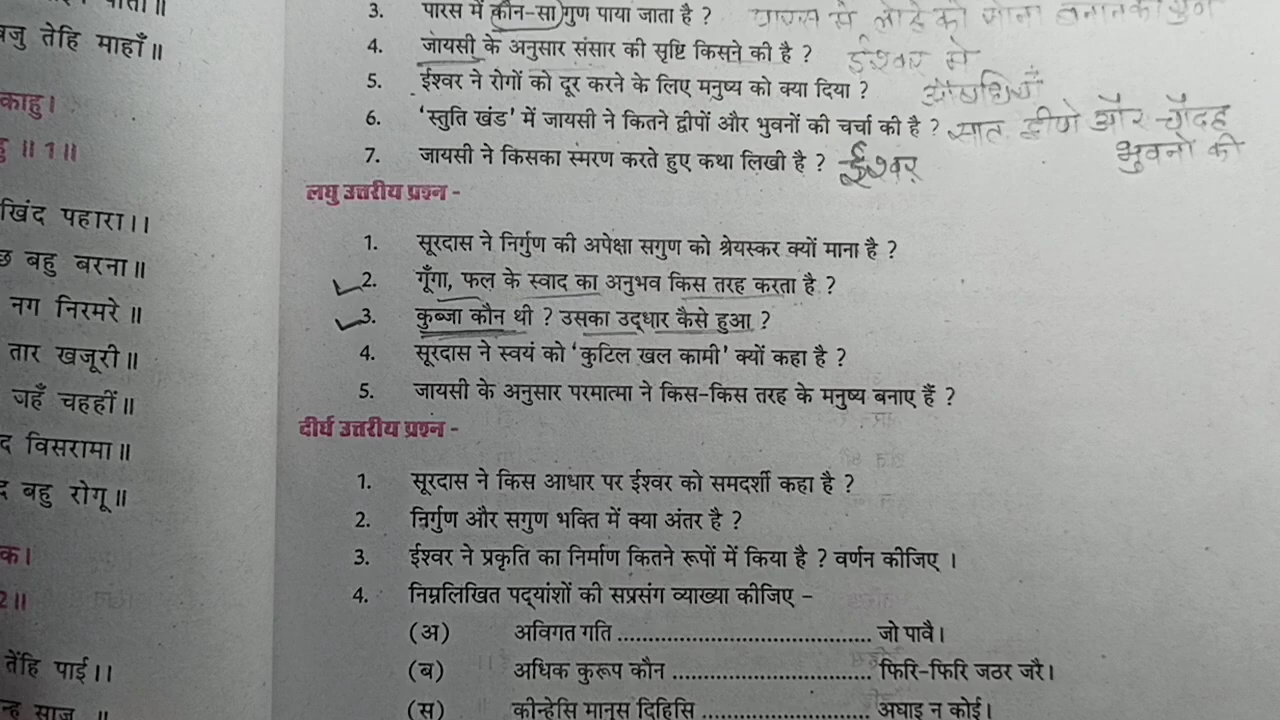 वजु तेहि माहाँ॥
काहु।
हु ॥ 1॥
खिंद पहारा।।
छ बहु बरना॥
नग निरमरे ॥
तार खजूरी॥
जहँ चहहीं॥
द विसरामा॥
द बहु रोगू॥
क।
2॥
तेंहि पाई।।
न्ह साजू ॥
3. पारस में कौन-सा गुण पाया जाता है ? पारस में लोहे को सोना बनाने का गुण
4. जायसी के अनुसार संसार की सृष्टि किसने की है ? ईश्वर ने
5. ईश्वर ने रोगों को दूर करने के लिए मनुष्य को क्या दिया ? औषधियाँ
6. 'स्तुति खंड' में जायसी ने कितने द्वीपों और भुवनों की चर्चा की है ? सात द्वीपो और चौदह
भुवनो की
7. जायसी ने किसका स्मरण करते हुए कथा लिखी है ? ईश्वर
लघु उत्तरीय प्रश्न -
1. सूरदास ने निर्गुण की अपेक्षा सगुण को श्रेयस्कर क्यों माना है ?
2. गूँगा, फल के स्वाद का अनुभव किस तरह करता है ?
3. कुब्जा कौन थी ? उसका उद्धार कैसे हुआ ?
4. सूरदास ने स्वयं को 'कुटिल खल कामी' क्यों कहा है ?
5. जायसी के अनुसार परमात्मा ने किस-किस तरह के मनुष्य बनाए हैं ?
दीर्घ उत्तरीय प्रश्न -
1. सूरदास ने किस आधार पर ईश्वर को समदर्शी कहा है ?
2. निर्गुण और सगुण भक्ति में क्या अंतर है ?
3. ईश्वर ने प्रकृति का निर्माण कितने रूपों में किया है ? वर्णन कीजिए ।
4. निम्नलिखित पद्यांशों की सप्रसंग व्याख्या कीजिए -
(अ) अविगत गति ........................................ जो पावै।
(ब) अधिक कुरूप कौन ................................ फिरि-फिरि जठर जरै।
(स) कीन्हेसि मानुस दिहिसि ........................... अघाइ न कोई।